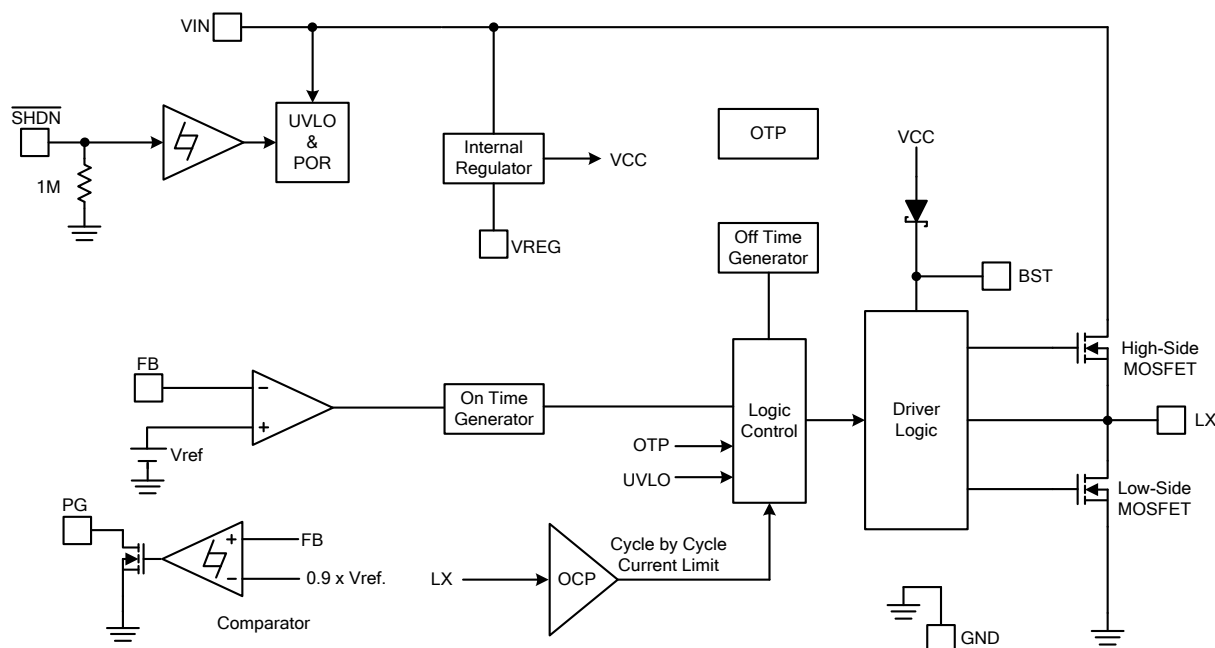 VIN
SHDN
1M
UVLO
&
POR
Internal
Regulator
VCC
VREG
OTP
Off Time
Generator
VCC
BST
FB
−
+
Vref
On Time
Generator
Logic
Control
OTP
UVLO
Driver
Logic
High-Side
MOSFET
LX
Low-Side
MOSFET
PG
+
−
FB
0.9 x Vref.
Comparator
LX
OCP
Cycle by Cycle
Current Limit
GND